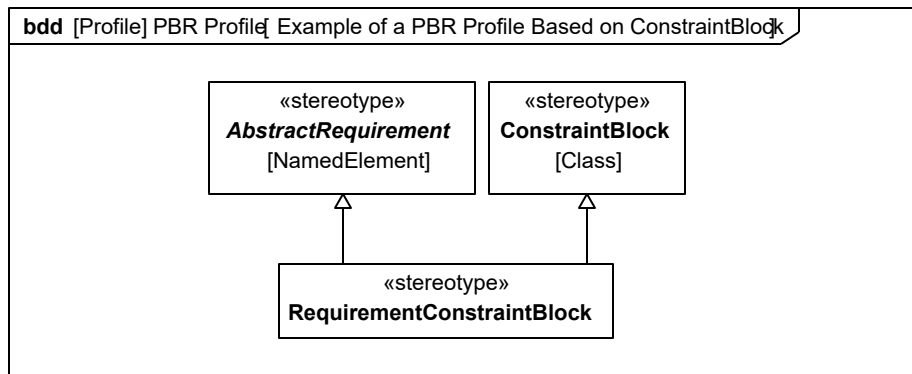 bdd [Profile] PBR Profile[ Example of a PBR Profile Based on ConstraintBlock]
«stereotype»
AbstractRequirement
[NamedElement]
«stereotype»
ConstraintBlock
[Class]
«stereotype»
RequirementConstraintBlock